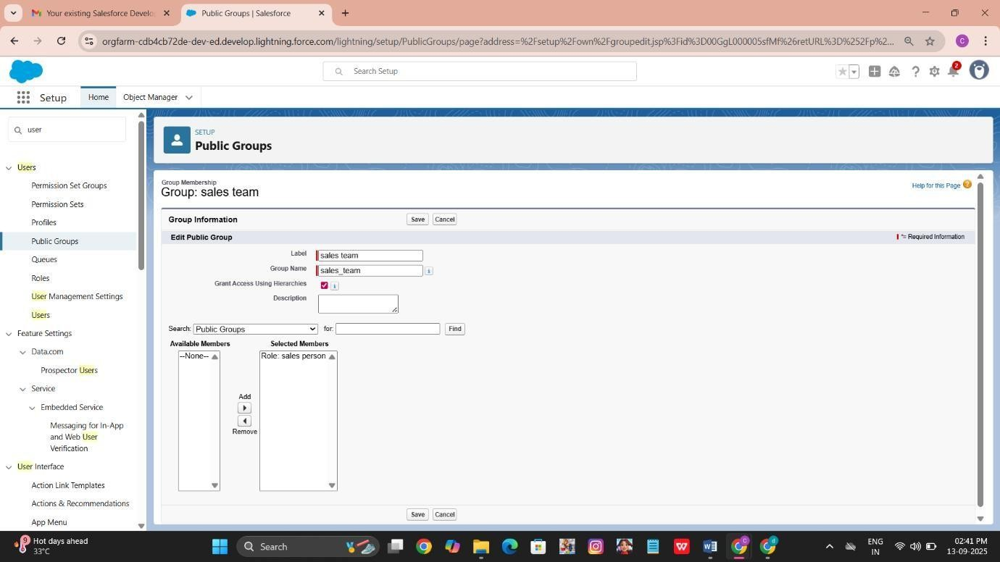 Your existing Salesforce Develo
Public Groups | Salesforce
orgfarm-cdb4cb72de-dev-ed.develop.lightning.force.com/lightning/setup/PublicGroups/page?address=%2Fsetup%2Fown%2Fgroupedit.jsp%3Fid%3D00GgL000005sfMf%26retURL%3D%252Fp%2...
C
Search Setup
2
Setup
Home
Object Manager
user
Users
Permission Set Groups
Permission Sets
Profiles
Public Groups
Queues
Roles
User Management Settings
Users
Feature Settings
Data.com
Prospector Users
Service
Embedded Service
Messaging for In-App
and Web User
Verification
User Interface
Action Link Templates
Actions & Recommendations
App Menu
SETUP
Public Groups
Group Membership
Group: sales team
Help for this Page ?
Group Information
Save
Cancel
Edit Public Group
= Required Information
Label
sales team
Group Name
sales_team
i
Grant Access Using Hierarchies
i
Description
Search:
Public Groups
for:
Find
Available Members
Selected Members
--None--
Role: sales person
Add
Remove
Save
Cancel
9
Hot days ahead
33°C
Search
W
W
C
d
ENG
IN
02:41 PM
13-09-2025